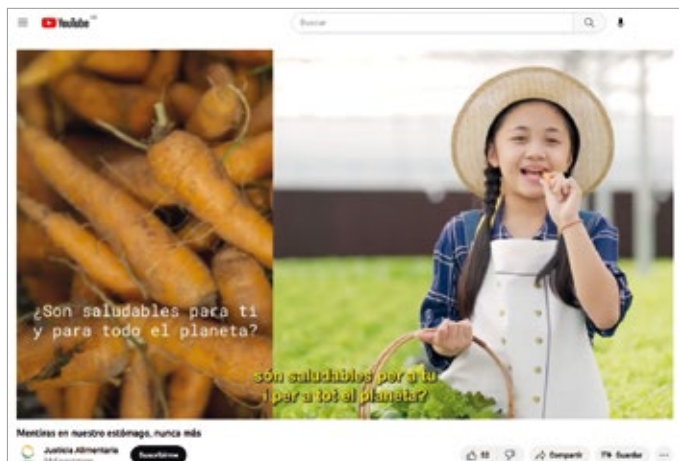 YouTube
Buscar
¿Son saludables para ti
y para todo el planeta?
són saludables per a tu
i per a tot el planeta?
Mentiras en nuestro estómago, nunca más
Justicia Alimentaria
Suscribirme
Compartir
Guardar